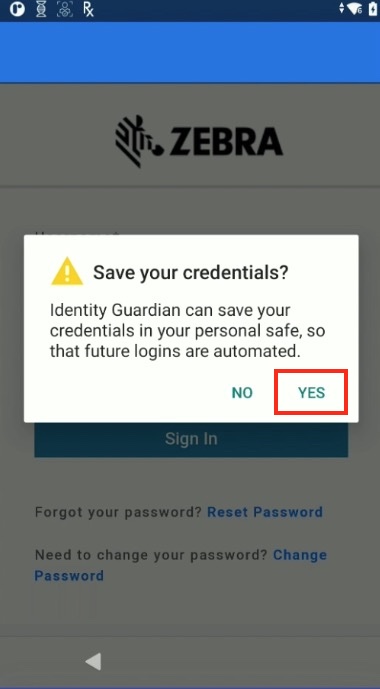 ZEBRA
Save your credentials?
Identity Guardian can save your
credentials in your personal safe, so
that future logins are automated.
NO YES
Sign In
Forgot your password? Reset Password
Need to change your password? Change
Password